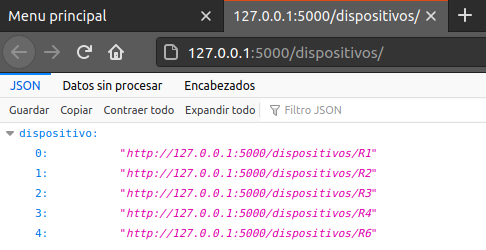 Menu principal
127.0.0.1:5000/dispositivos/
127.0.0.1:5000/dispositivos/
JSON Datos sin procesar Encabezados
Guardar Copiar Contraer todo Expandir todo Filtro JSON
dispositivo:
0: "http://127.0.0.1:5000/dispositivos/R1"
1: "http://127.0.0.1:5000/dispositivos/R2"
2: "http://127.0.0.1:5000/dispositivos/R3"
3: "http://127.0.0.1:5000/dispositivos/R4"
4: "http://127.0.0.1:5000/dispositivos/R6"